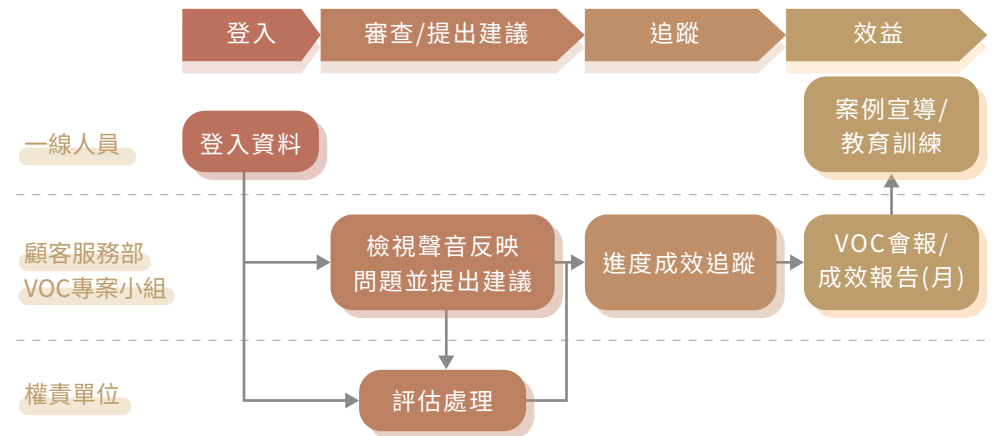 登入
審查/提出建議
追蹤
效益
一線人員
登入資料
案例宣導/
教育訓練
顧客服務部
VOC專案小組
檢視聲音反映
問題並提出建議
進度成效追蹤
VOC會報/
成效報告(月)
權責單位
評估處理